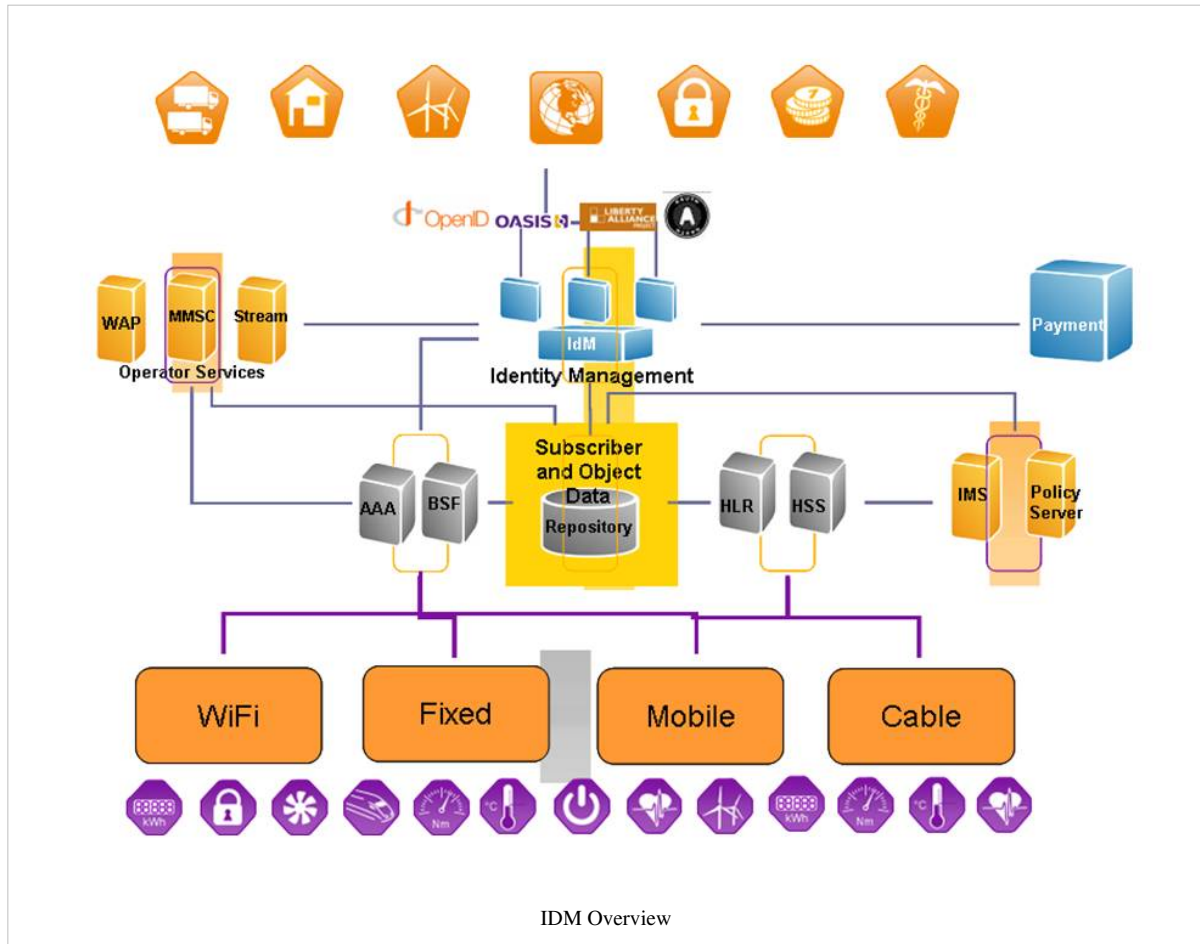 OpenID OASIS LIBERTY ALLIANCE PROJECT
A
WAP MMSC Stream
Operator Services
IdM
Identity Management
Payment
Subscriber
and Object
Data
Repository
AAA BSF
HLR HSS
IMS Policy
Server
WiFi Fixed Mobile Cable
kWh
Nm
°C
kWh
Nm
°C
IDM Overview